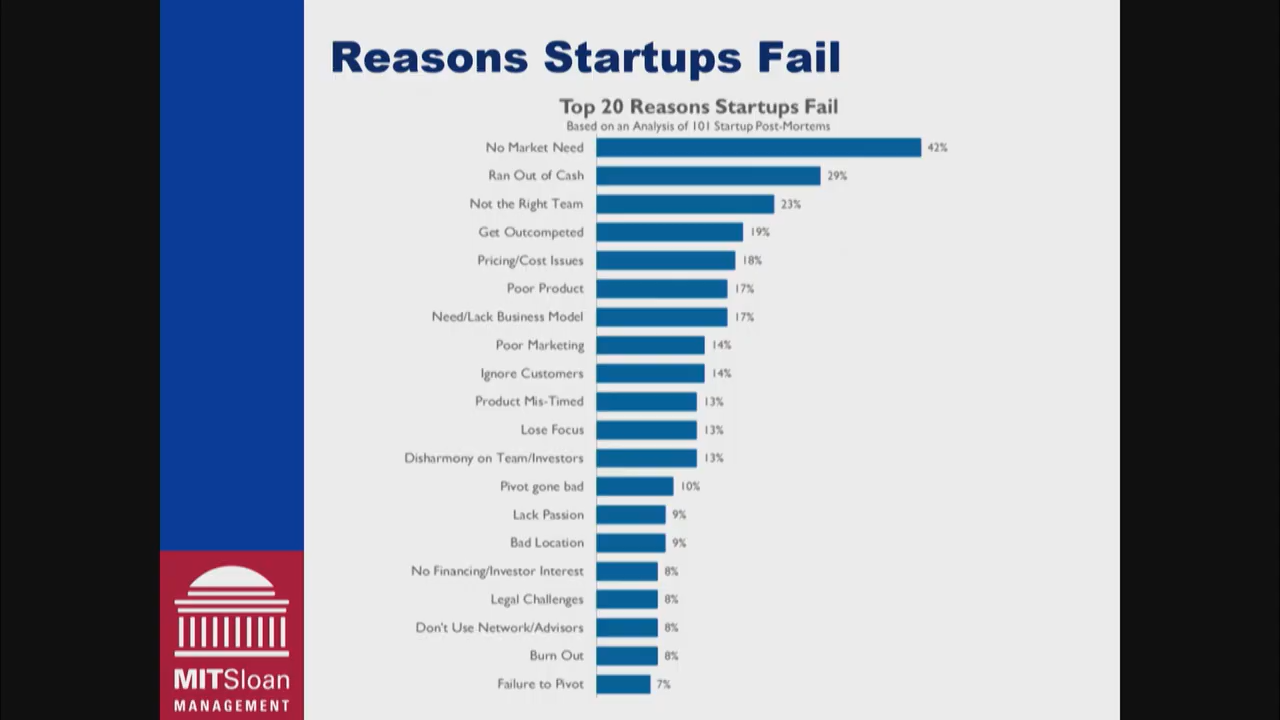 Reasons Startups Fail
Top 20 Reasons Startups Fail
Based on an Analysis of 101 Startup Post-Mortems
No Market Need 42%
Ran Out of Cash 29%
Not the Right Team 23%
Get Outcompeted 19%
Pricing/Cost Issues 18%
Poor Product 17%
Need/Lack Business Model 17%
Poor Marketing 14%
Ignore Customers 14%
Product Mis-Timed 13%
Lose Focus 13%
Disharmony on Team/Investors 13%
Pivot gone bad 10%
Lack Passion 9%
Bad Location 9%
No Financing/Investor Interest 8%
Legal Challenges 8%
Don't Use Network/Advisors 8%
Burn Out 8%
Failure to Pivot 7%
MITSloan
MANAGEMENT